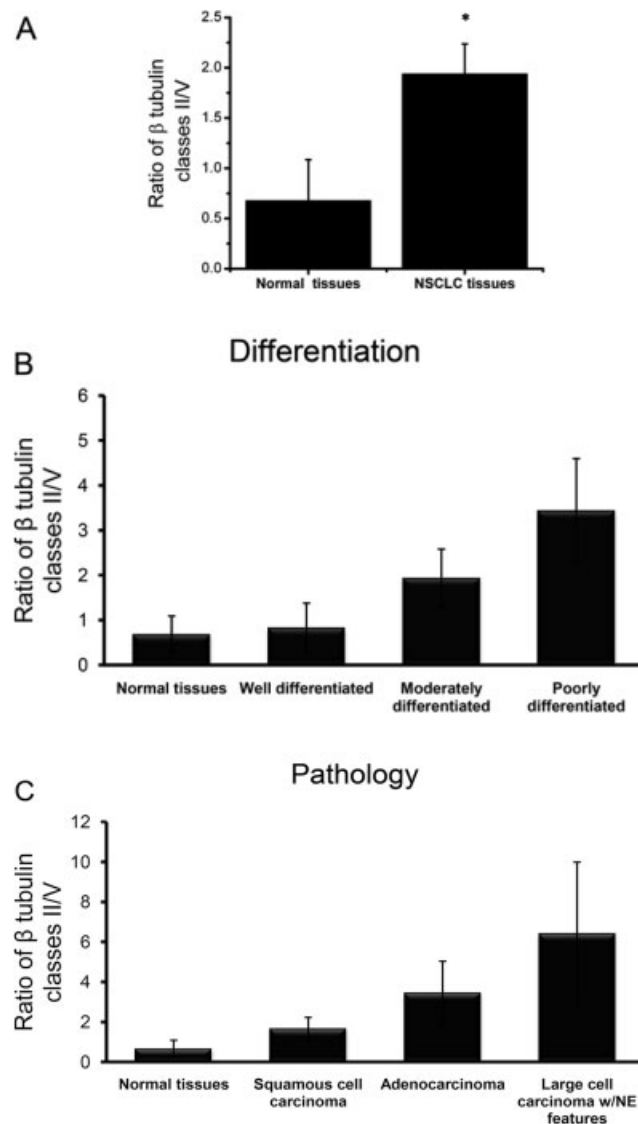 A
*
Ratio of β tubulin
classes II/V
2.5
2.0
1.5
1.0
0.5
0.0
Normal tissues NSCLC tissues
Differentiation
B
Ratio of β tubulin
classes II/V
6
5
4
3
2
1
0
Normal tissues Well differentiated Moderately differentiated Poorly differentiated
Pathology
C
Ratio of β tubulin
classes II/V
12
10
8
6
4
2
0
Normal tissues Squamous cell carcinoma Adenocarcinoma Large cell carcinoma w/NE features